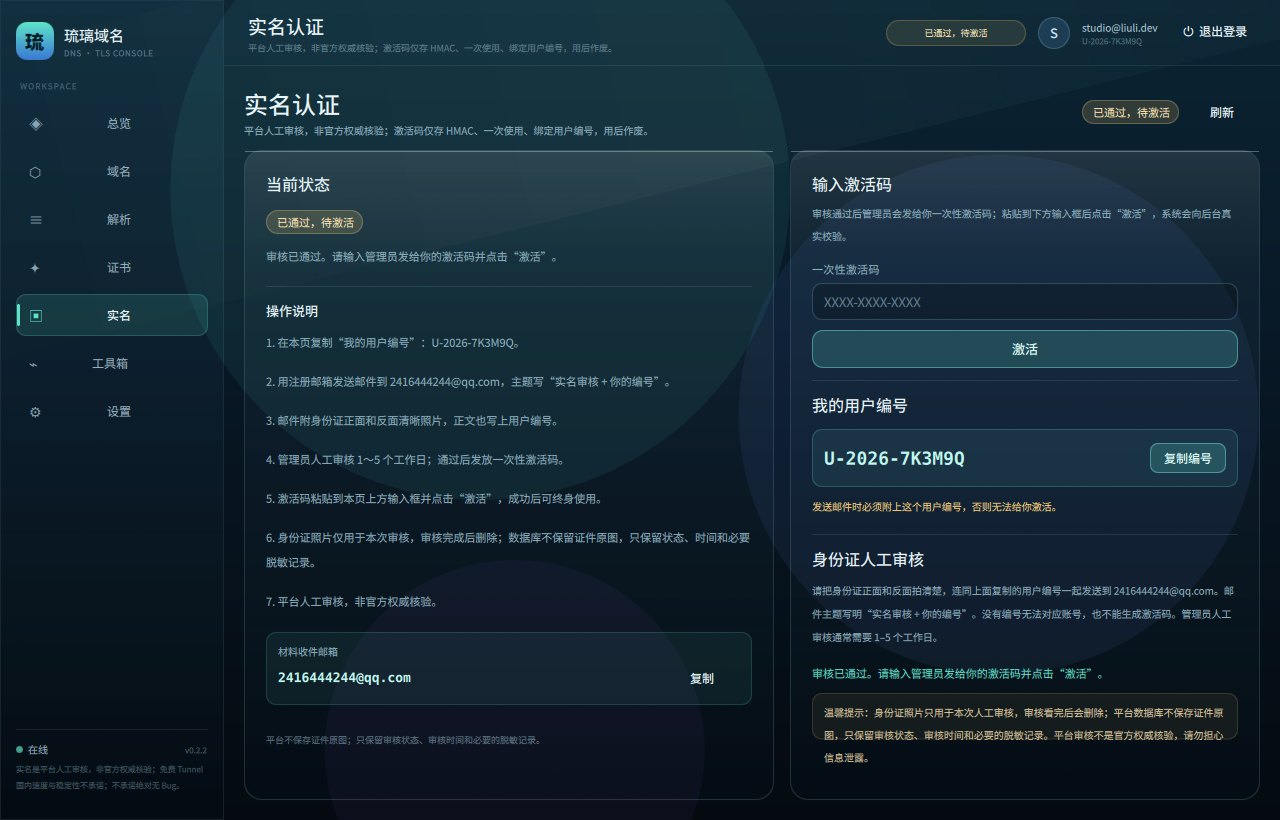 琉
琉璃域名
DNS · TLS CONSOLE
WORKSPACE
总览
域名
解析
证书
实名
工具箱
设置
在线
v0.2.2
实名是平台人工审核，非官方权威核验；免费 Tunnel
国内速度与稳定性不承诺；不承诺绝对无 Bug。
实名认证
平台人工审核，非官方权威核验；激活码仅存 HMAC、一次使用、绑定用户编号，用后作废。
已通过，待激活
S
studio@liuli.dev
U-2026-7K3M9Q
退出登录
实名认证
平台人工审核，非官方权威核验；激活码仅存 HMAC、一次使用、绑定用户编号，用后作废。
已通过，待激活
刷新
当前状态
已通过，待激活
审核已通过。请输入管理员发给你的激活码并点击“激活”。
操作说明
1. 在本页复制“我的用户编号”：U-2026-7K3M9Q。
2. 用注册邮箱发送邮件到 2416444244@qq.com，主题写“实名审核 + 你的编号”。
3. 邮件附身份证正面和反面清晰照片，正文也写上用户编号。
4. 管理员人工审核 1～5 个工作日；通过后发放一次性激活码。
5. 激活码粘贴到本页上方输入框并点击“激活”，成功后可终身使用。
6. 身份证照片仅用于本次审核，审核完成后删除；数据库不保留证件原图，只保留状态、时间和必要
脱敏记录。
7. 平台人工审核，非官方权威核验。
材料收件邮箱
2416444244@qq.com
复制
平台不保存证件原图；只保留审核状态、审核时间和必要的脱敏记录。
输入激活码
审核通过后管理员会发给你一次性激活码；粘贴到下方输入框后点击“激活”，系统会向后台真
实校验。
一次性激活码
XXXX-XXXX-XXXX
激活
我的用户编号
U-2026-7K3M9Q
复制编号
发送邮件时必须附上这个用户编号，否则无法给你激活。
身份证人工审核
请把身份证正面和反面拍清楚，连同上面复制的用户编号一起发送到 2416444244@qq.com。邮
件主题写明“实名审核 + 你的编号”。没有编号无法对应账号，也不能生成激活码。管理员人工
审核通常需要 1–5 个工作日。
审核已通过。请输入管理员发给你的激活码并点击“激活”。
温馨提示：身份证照片只用于本次人工审核，审核看完后会删除；平台数据库不保存证件原
图，只保留审核状态、审核时间和必要的脱敏记录。平台审核不是官方权威核验，请勿担心
信息泄露。